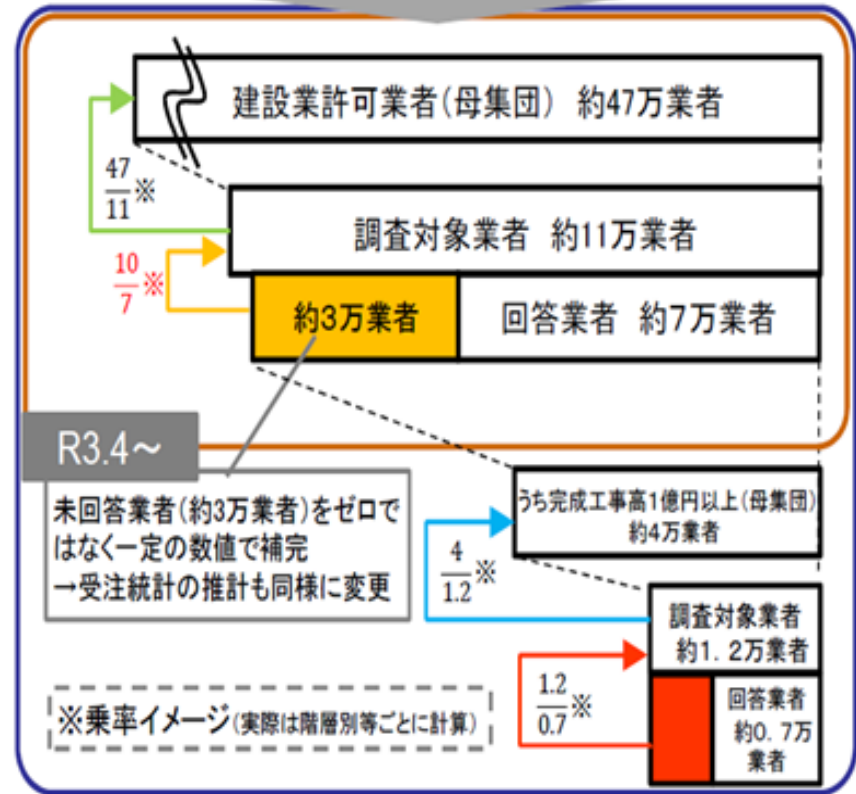 建設業許可業者(母集団) 約47万業者
47
11
※
調査対象業者 約11万業者
10
7
※
約3万業者
回答業者 約7万業者
R3.4～
未回答業者(約3万業者)をゼロで
はなく一定の数値で補完
→受注統計の推計も同様に変更
うち完成工事高1億円以上(母集団)
約4万業者
4
1.2
※
調査対象業者
約1.2万業者
1.2
0.7
※
回答業者
約0.7万
業者
※乗率イメージ(実際は階層別等ごとに計算)